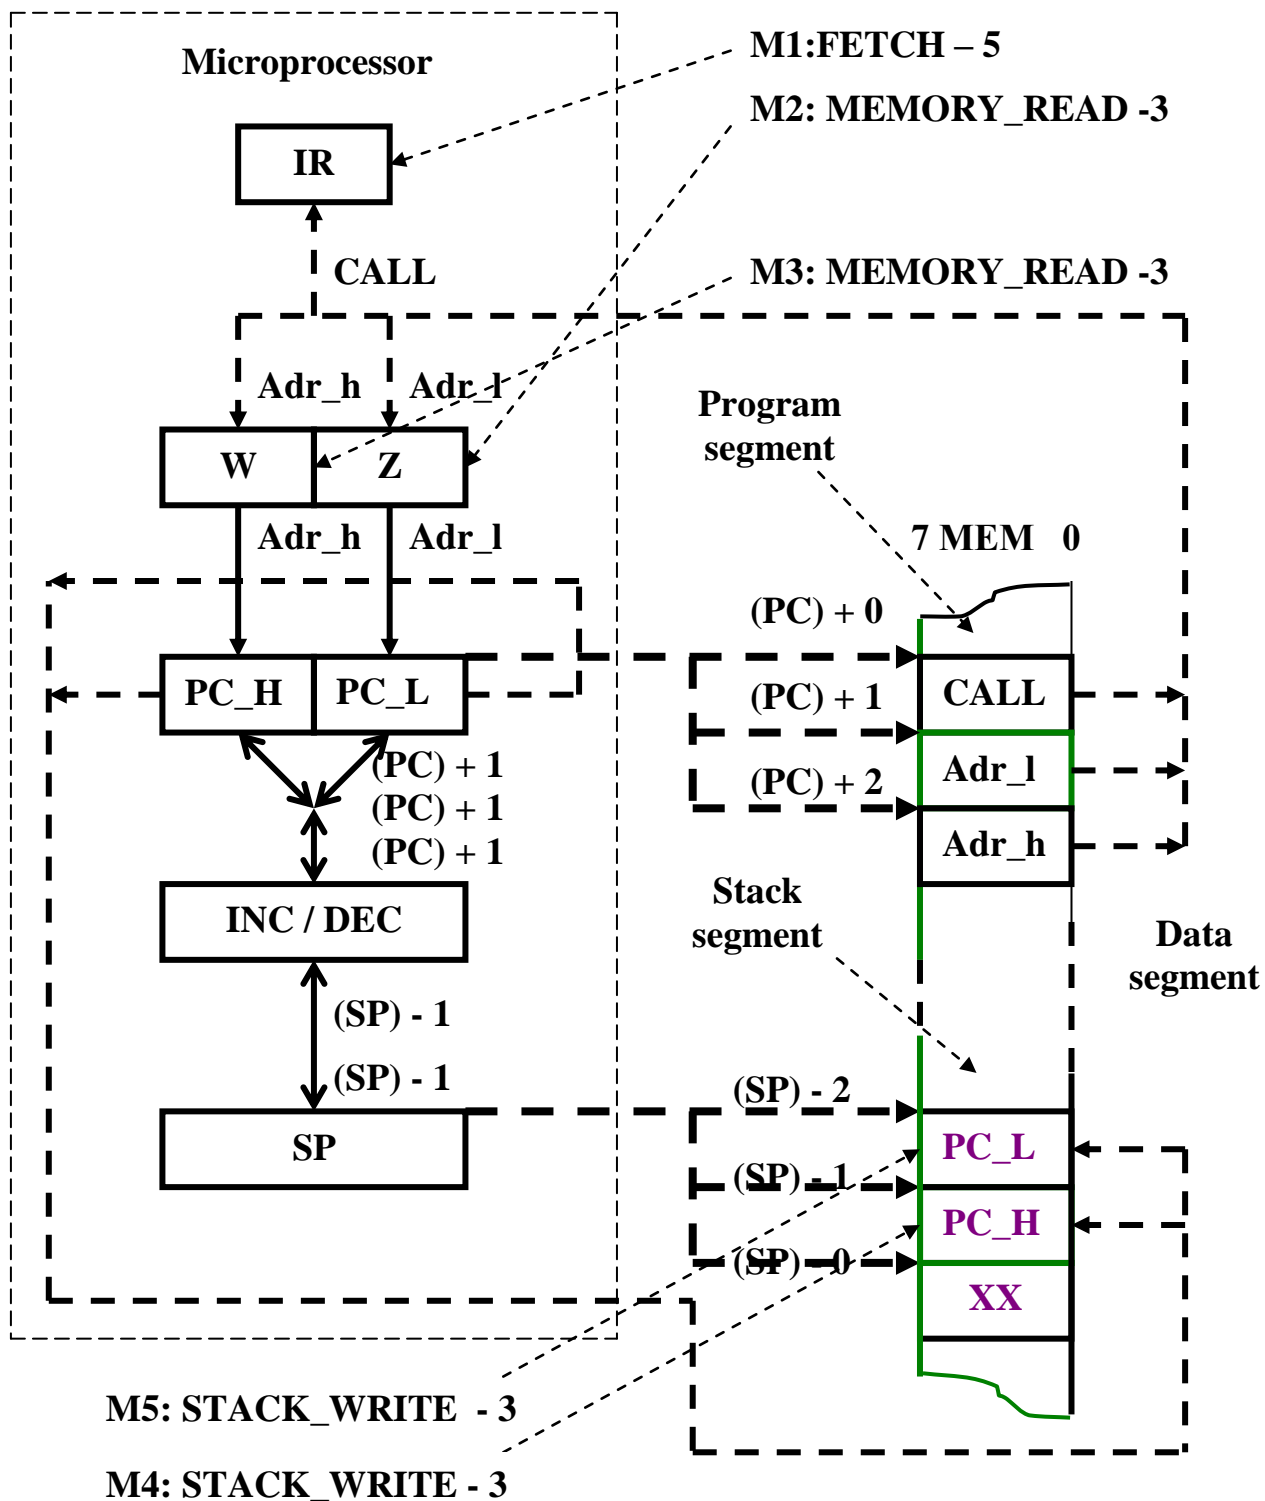 M1:FETCH – 5
Microprocessor
M2: MEMORY_READ -3
IR
CALL
M3: MEMORY_READ -3
Adr_h
Adr_l
Program
segment
W
Z
Adr_h
Adr_l
7 MEM 0
(PC) + 0
PC_H
PC_L
(PC) + 1
CALL
(PC) + 1
(PC) + 1
(PC) + 1
(PC) + 2
Adr_l
Adr_h
Stack
segment
INC / DEC
Data
segment
(SP) - 1
(SP) - 1
(SP) - 2
SP
PC_L
(SP) - 1
PC_H
(SP) - 0
XX
M5: STACK_WRITE - 3
M4: STACK_WRITE - 3